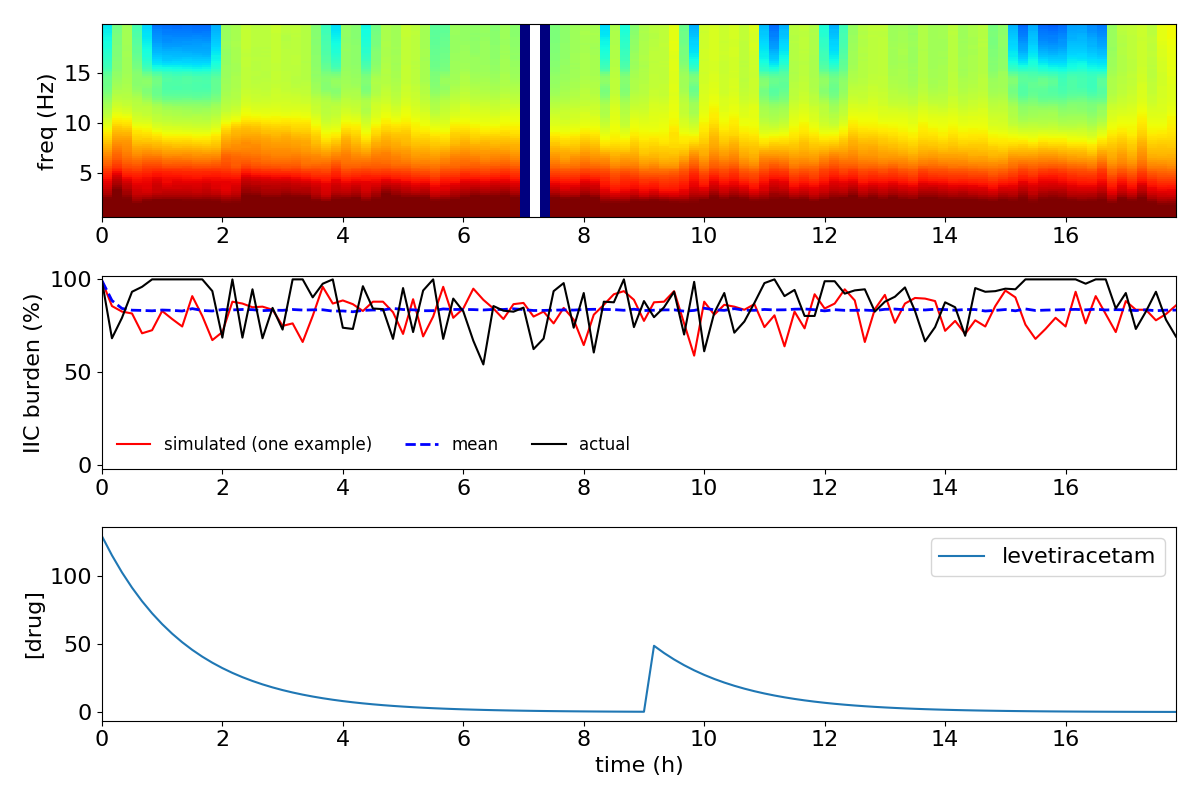 freq (Hz)
15
10
5
0 2 4 6 8 10 12 14 16
IIC burden (%)
100
50
0
simulated (one example) mean actual
0 2 4 6 8 10 12 14 16
[drug]
100
50
0
levetiracetam
0 2 4 6 8 10 12 14 16
time (h)